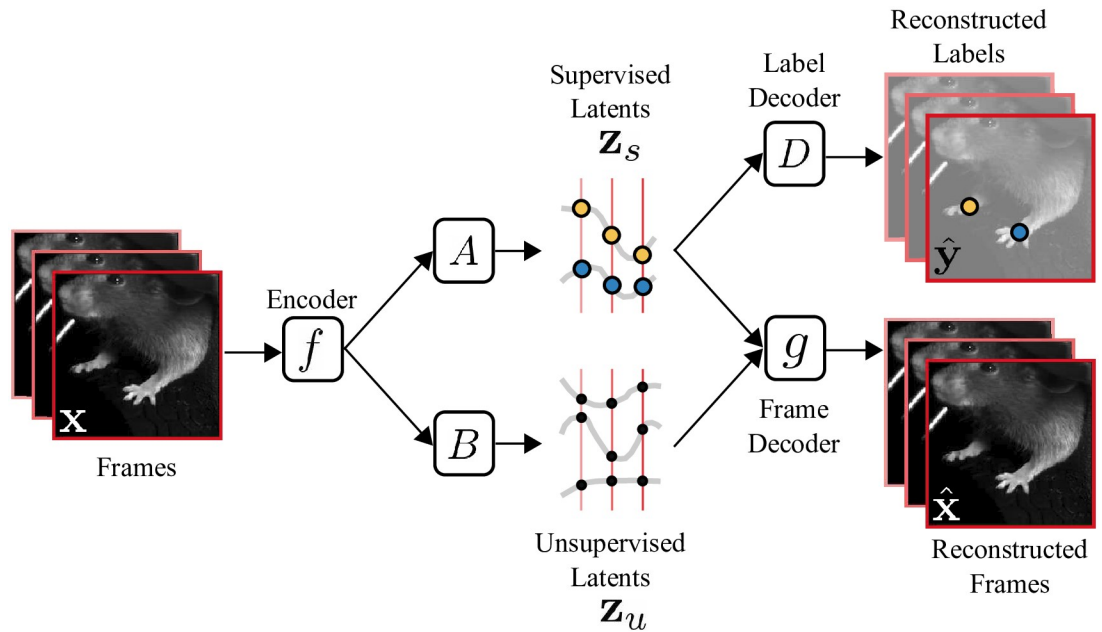 Frames
x
Encoder
f
A
B
Supervised
Latents
z_s
Unsupervised
Latents
z_u
Label
Decoder
D
g
Frame
Decoder
Reconstructed
Labels
ŷ
x̂
Reconstructed
Frames